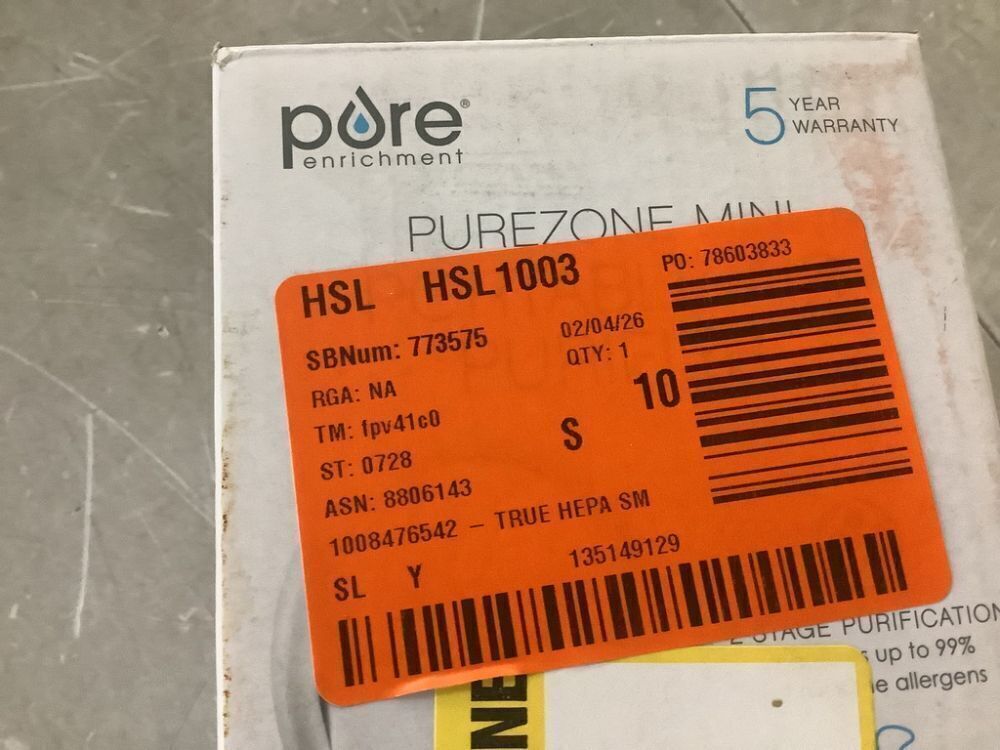 pure®
enrichment
5 YEAR
WARRANTY
PUREZONE MINI
HSL HSL1003
PO: 78603833
SBNum: 773575
02/04/26
RGA: NA
QTY: 1
TM: fpv41c0
10
ST: 0728
S
ASN: 8806143
1008476542 – TRUE HEPA SM
SL Y
135149129
2 STAGE PURIFICATION
up to 99%
allergens
NE